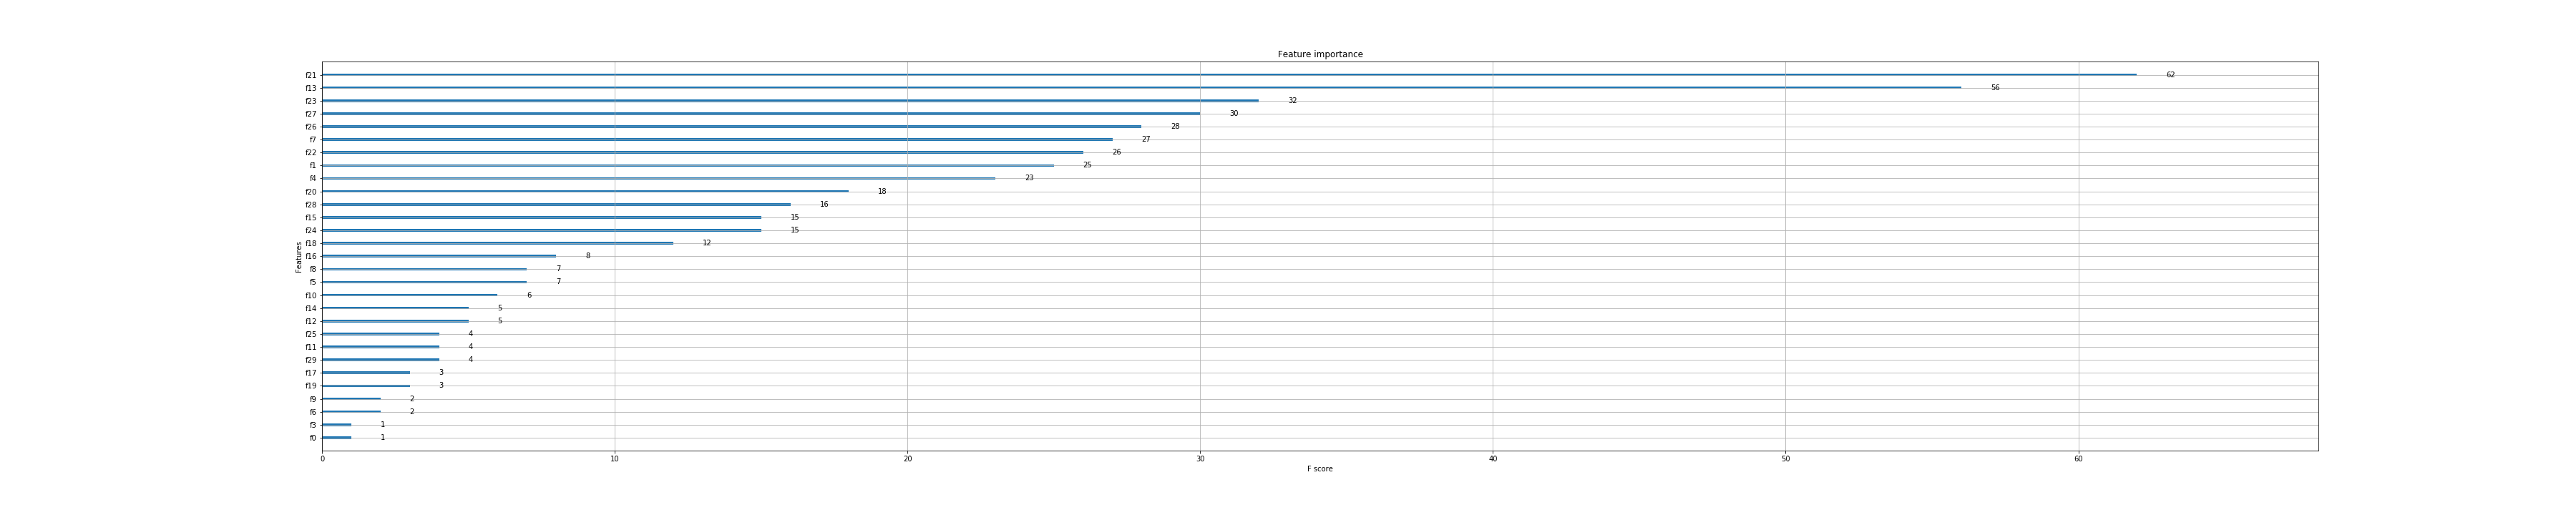 Feature importance
f21 62
f13 56
f23 32
f27 30
f26 28
f7 27
f22 26
f1 25
f4 23
f20 18
f28 16
f15 15
f24 15
f18 12
f16 8
Features
f8 7
f5 7
f10 6
f14 5
f12 5
f25 4
f11 4
f29 4
f17 3
f19 3
f9 2
f6 2
f3 1
f0 1
0 10 20 30 40 50 60
F score